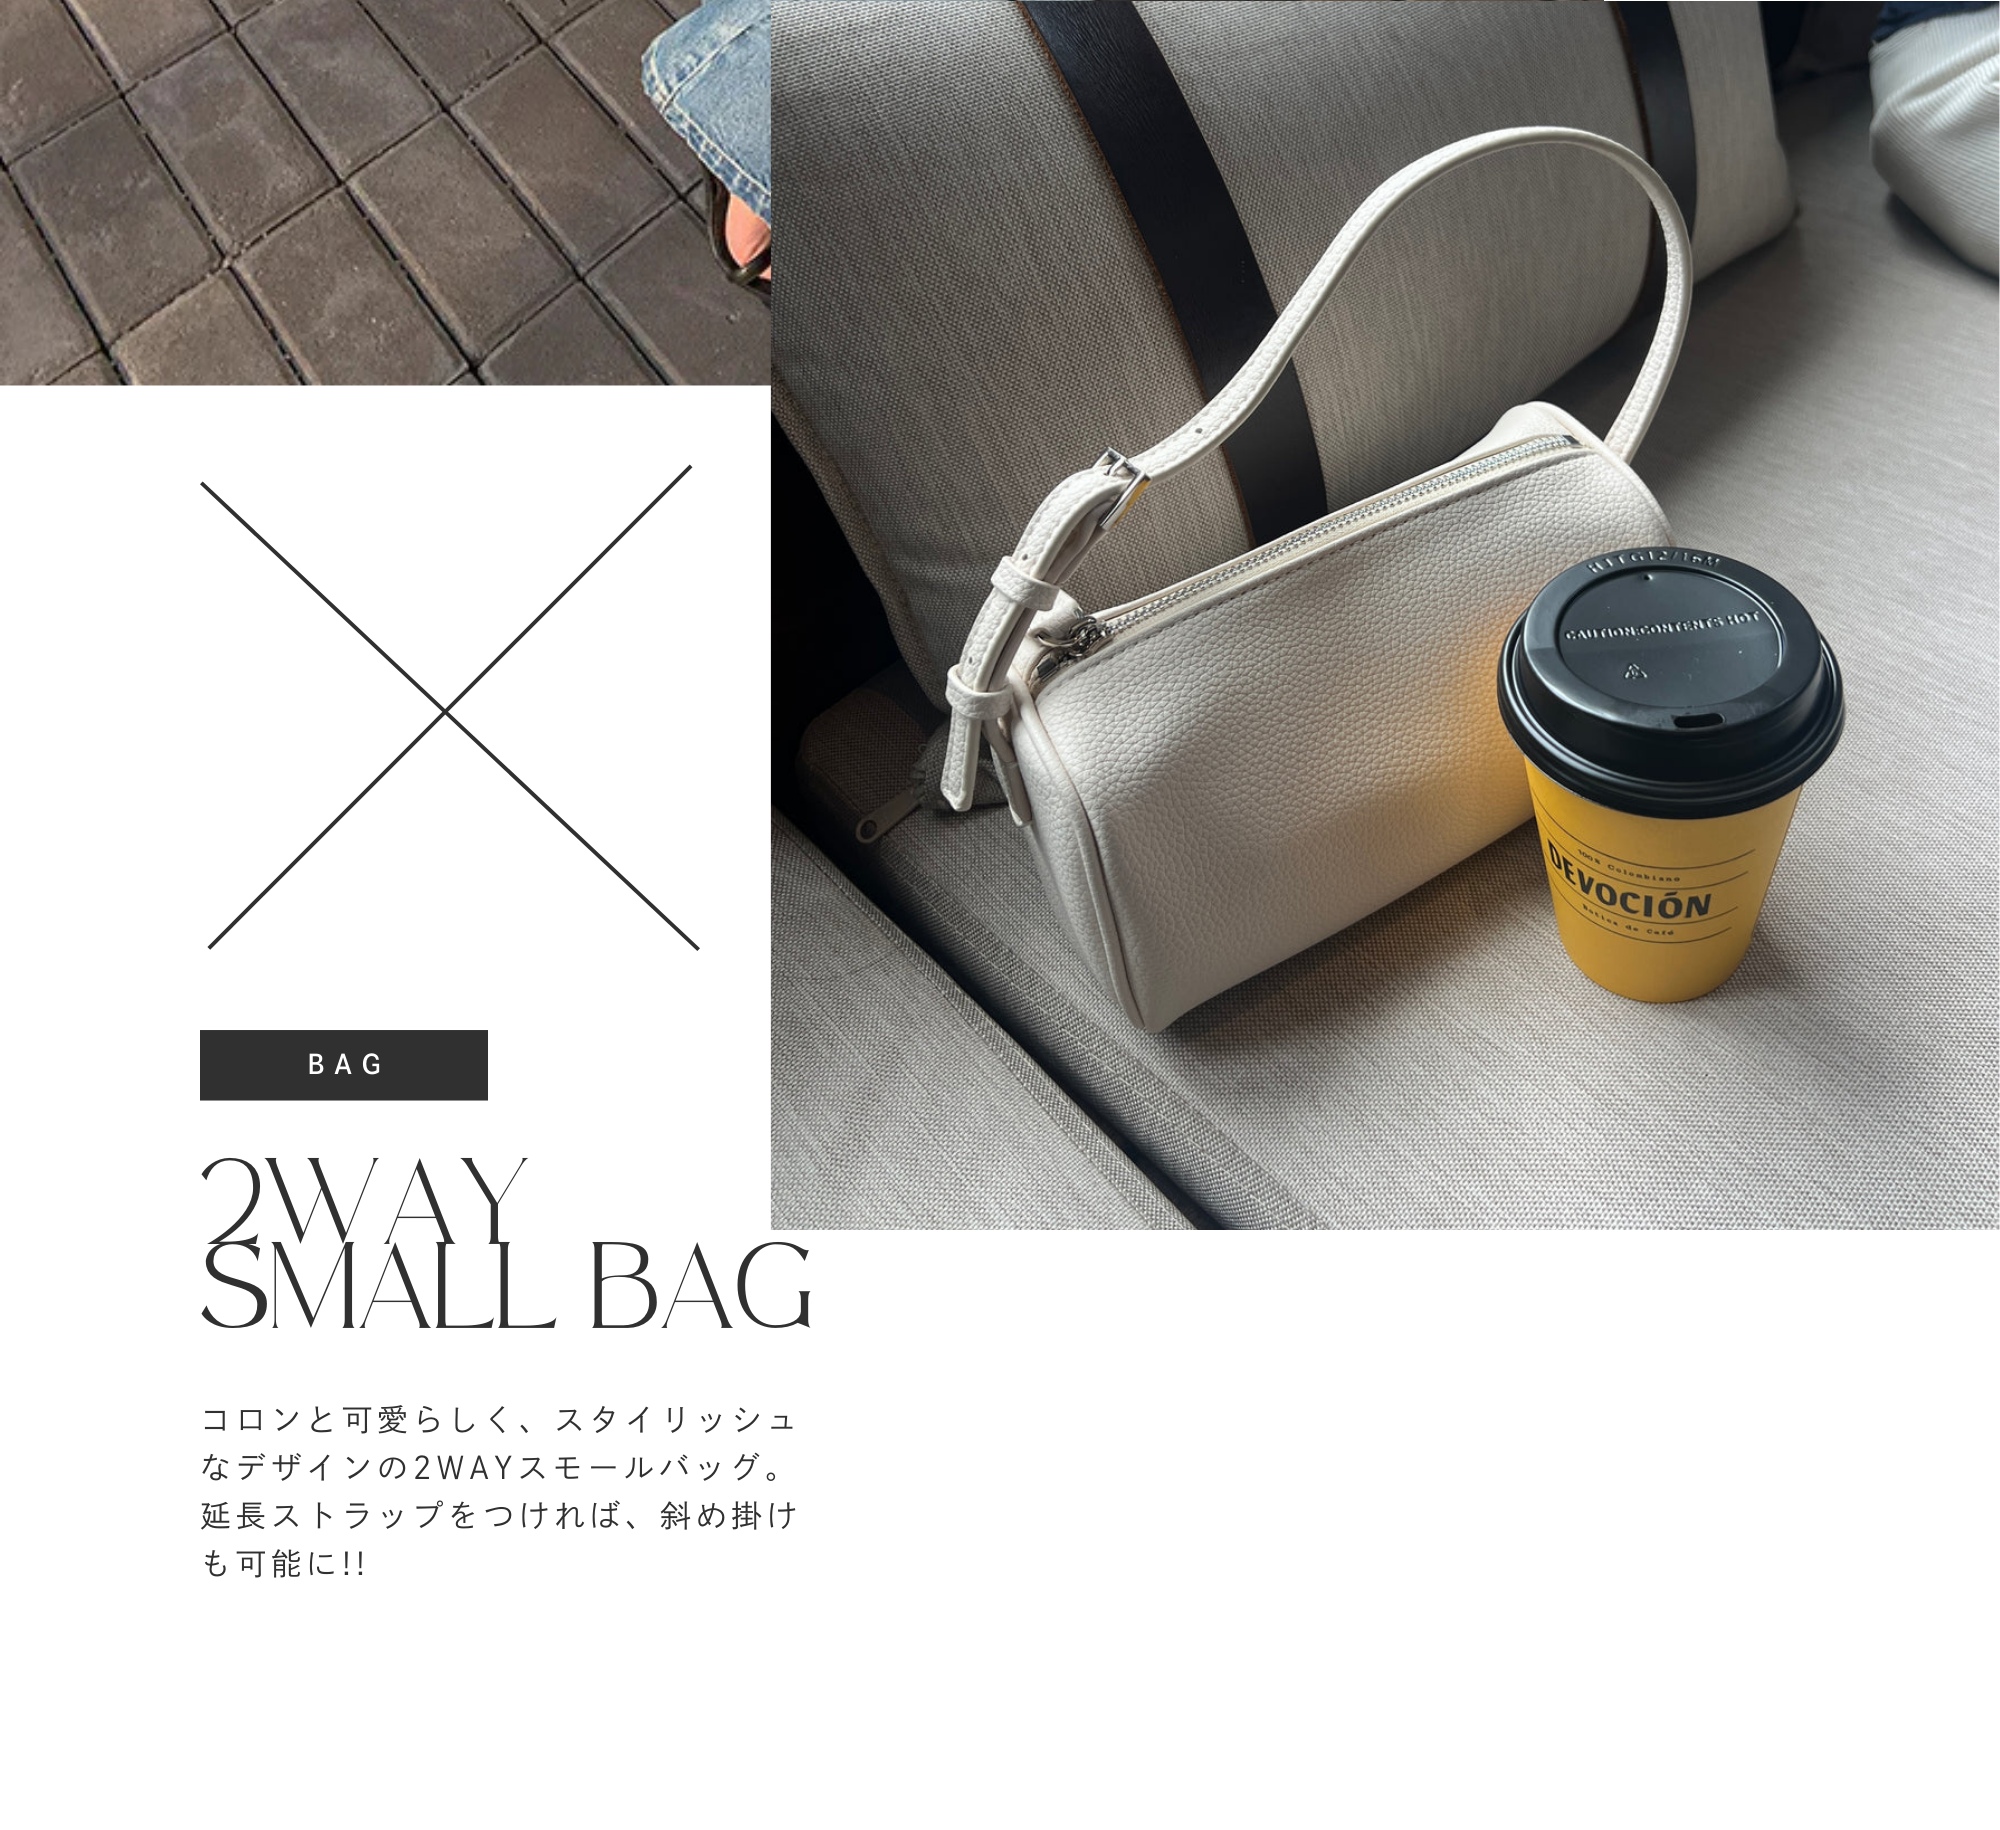 HITG12/16M
CAUTION:CONTENTS HOT
100% Colombiano
DEVOCIÓN
Botica de Café
BAG
2WAY
SMALL BAG
コロンと可愛らしく、スタイリッシュ
なデザインの2WAYスモールバッグ。
延長ストラップをつければ、斜め掛け
も可能に!!